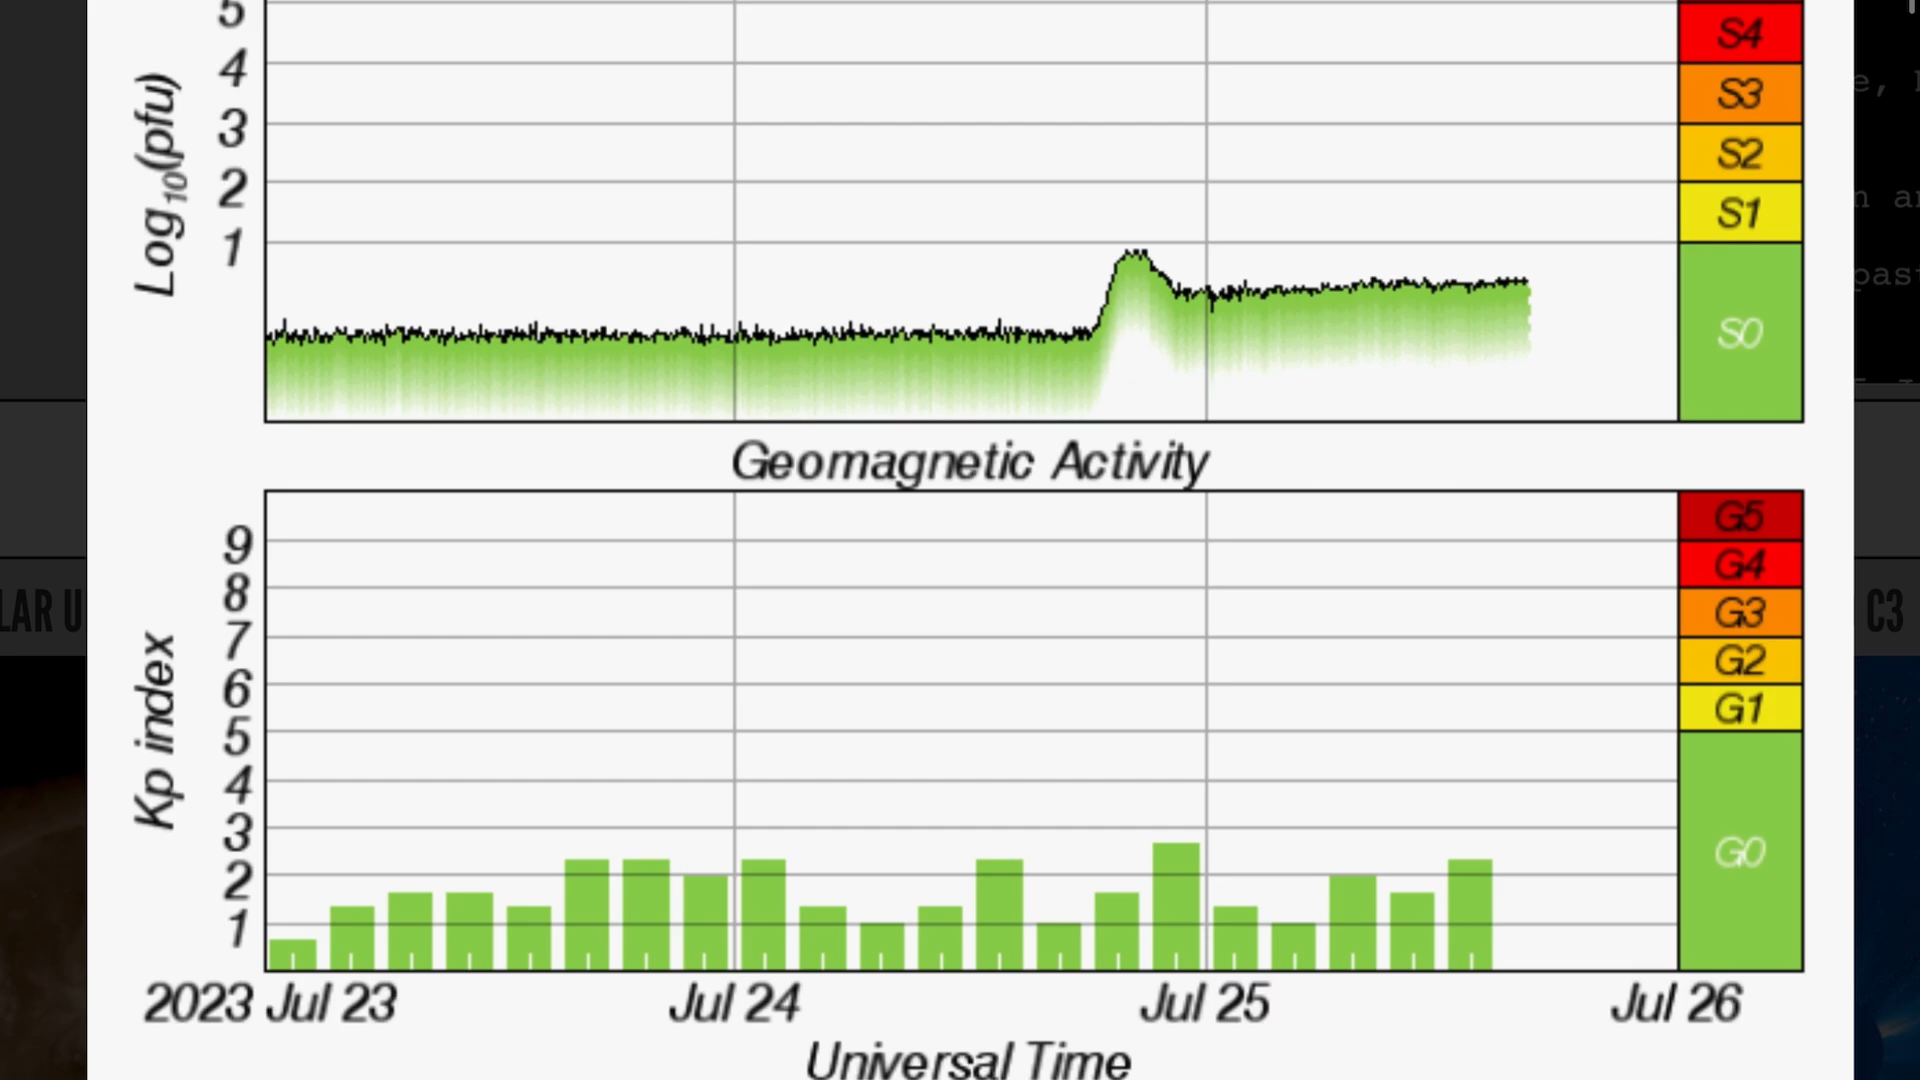 5
4
3
2
1
Log10(pfu)
S4
S3
S2
S1
S0
Geomagnetic Activity
9
8
7
6
5
4
3
2
1
Kp index
G5
G4
G3
G2
G1
G0
2023 Jul 23
Jul 24
Jul 25
Jul 26
Universal Time
LAR U
C3